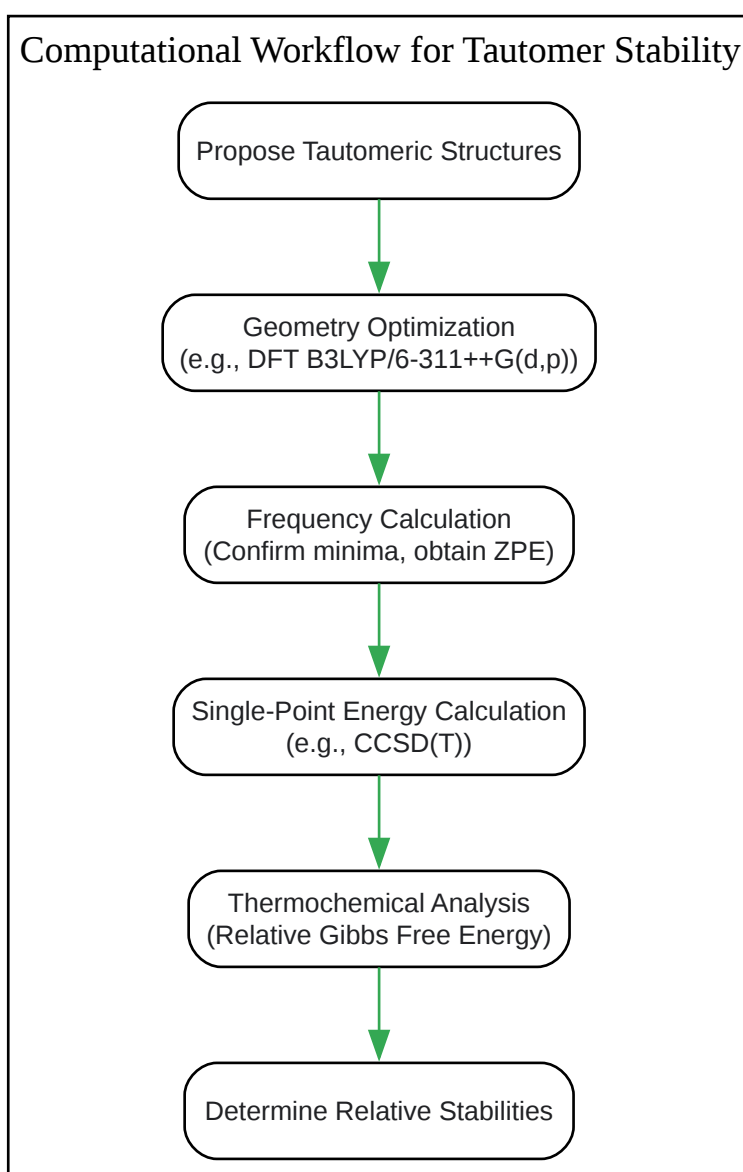 Computational Workflow for Tautomer Stability
Propose Tautomeric Structures
Geometry Optimization
(e.g., DFT B3LYP/6-311++G(d,p))
Frequency Calculation
(Confirm minima, obtain ZPE)
Single-Point Energy Calculation
(e.g., CCSD(T))
Thermochemical Analysis
(Relative Gibbs Free Energy)
Determine Relative Stabilities